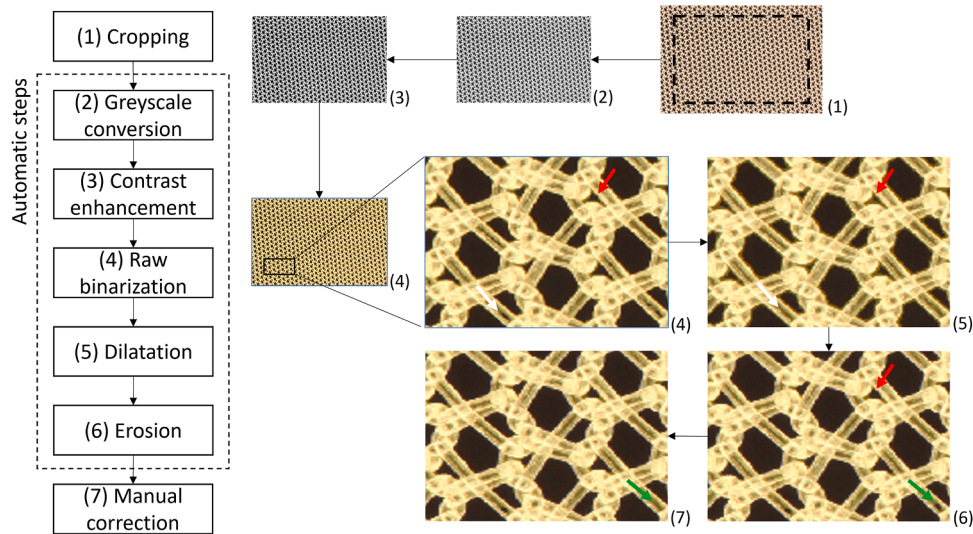 Automatic steps
(1) Cropping
(2) Greyscale
conversion
(3) Contrast
enhancement
(4) Raw
binarization
(5) Dilatation
(6) Erosion
(7) Manual
correction
(3)
(2)
(1)
(4)
(4)
(5)
(7)
(6)